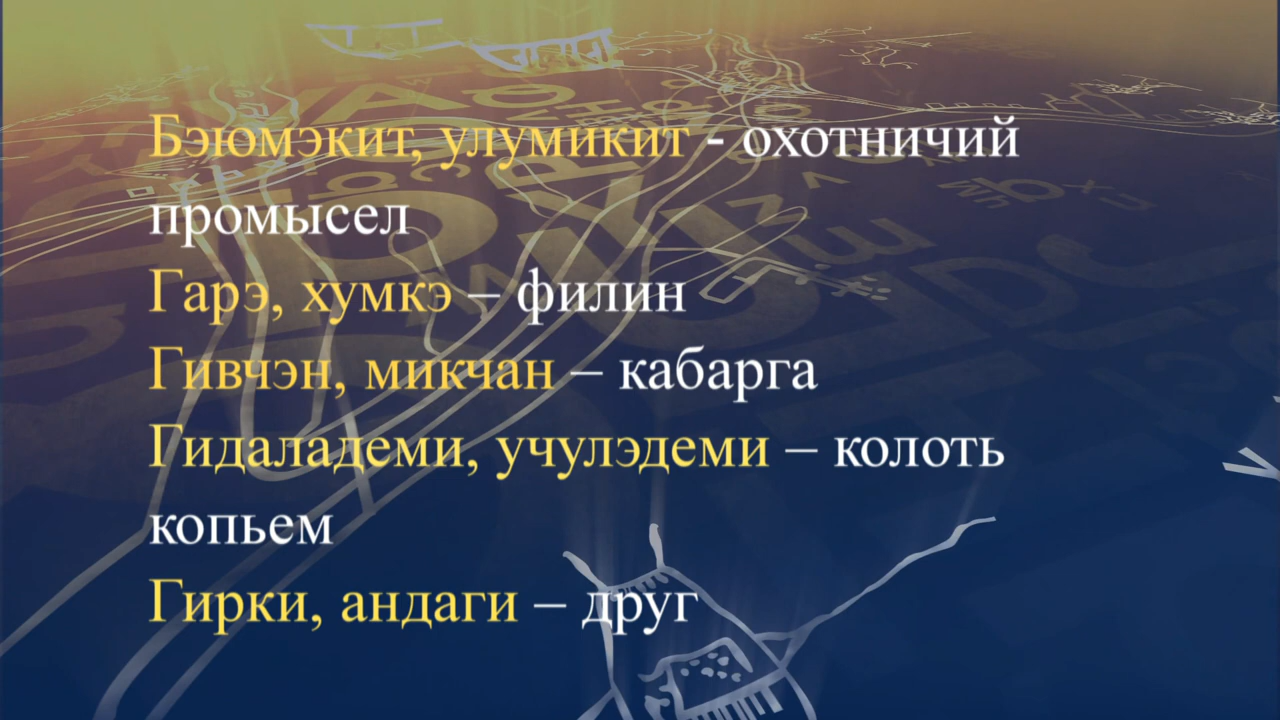 Бэюмэкит, улумикит - охотничий
промысел
Гарэ, хумкэ – филин
Гивчэн, микчан – кабарга
Гидаладеми, учулэдеми – колоть
копьем
Гирки, андаги – друг